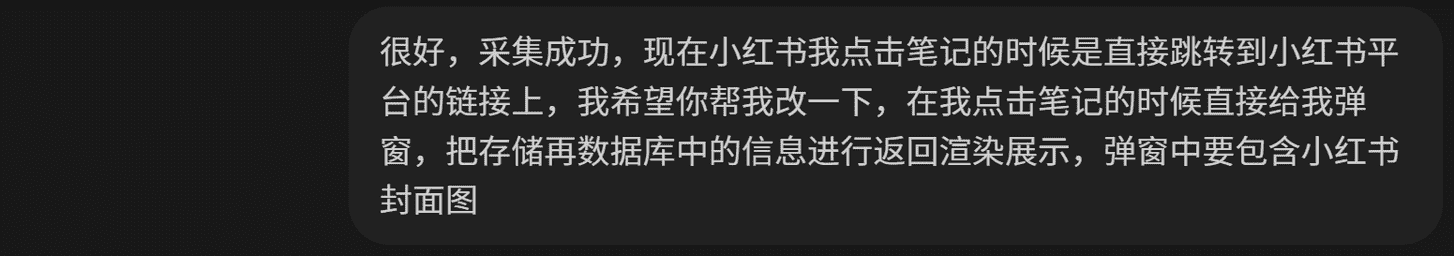 很好，采集成功，现在小红书我点击笔记的时候是直接跳转到小红书平
台的链接上，我希望你帮我改一下，在我点击笔记的时候直接给我弹
窗，把存储再数据库中的信息进行返回渲染展示，弹窗中要包含小红书
封面图